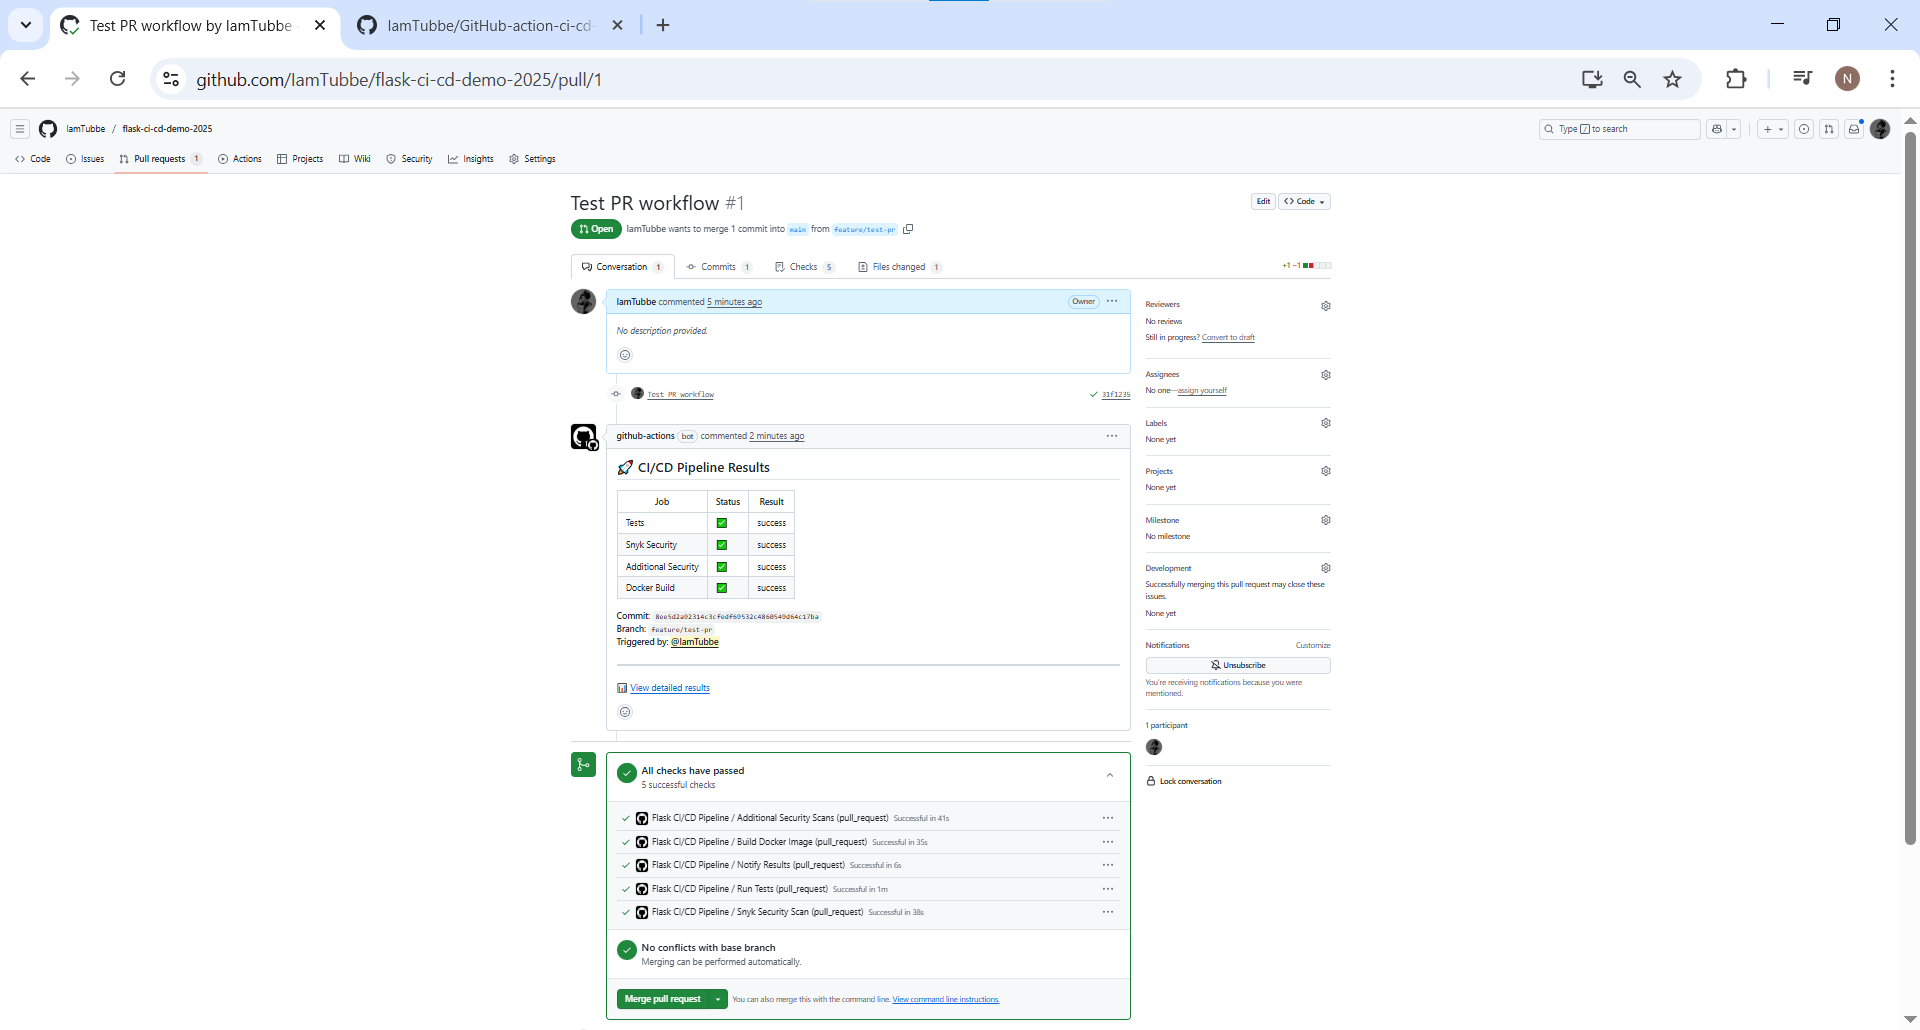 Test PR workflow by IamTubbe
IamTubbe/GitHub-action-ci-cd-
github.com/IamTubbe/flask-ci-cd-demo-2025/pull/1
N
IamTubbe / flask-ci-cd-demo-2025
Type / to search
Code
Issues
Pull requests 1
Actions
Projects
Wiki
Security
Insights
Settings
Test PR workflow #1
Edit
Code
Open
IamTubbe wants to merge 1 commit into main from feature/test-pr
Conversation 1
Commits 1
Checks 5
Files changed 1
+1 −1
IamTubbe commented 5 minutes ago
Owner
No description provided.
Test PR workflow
31f1235
github-actions bot commented 2 minutes ago
CI/CD Pipeline Results
Job Status Result
Tests success
Snyk Security success
Additional Security success
Docker Build success
Commit: 8ee5d2a92314c3cfedf69532c4860549d64c17ba
Branch: feature/test-pr
Triggered by: @IamTubbe
View detailed results
All checks have passed
5 successful checks
Flask CI/CD Pipeline / Additional Security Scans (pull_request) Successful in 41s
Flask CI/CD Pipeline / Build Docker Image (pull_request) Successful in 35s
Flask CI/CD Pipeline / Notify Results (pull_request) Successful in 6s
Flask CI/CD Pipeline / Run Tests (pull_request) Successful in 1m
Flask CI/CD Pipeline / Snyk Security Scan (pull_request) Successful in 38s
No conflicts with base branch
Merging can be performed automatically.
Merge pull request
You can also merge this with the command line. View command line instructions.
Reviewers
No reviews
Still in progress? Convert to draft
Assignees
No one—assign yourself
Labels
None yet
Projects
None yet
Milestone
No milestone
Development
Successfully merging this pull request may close these
issues.
None yet
Notifications
Customize
Unsubscribe
You're receiving notifications because you were
mentioned.
1 participant
Lock conversation